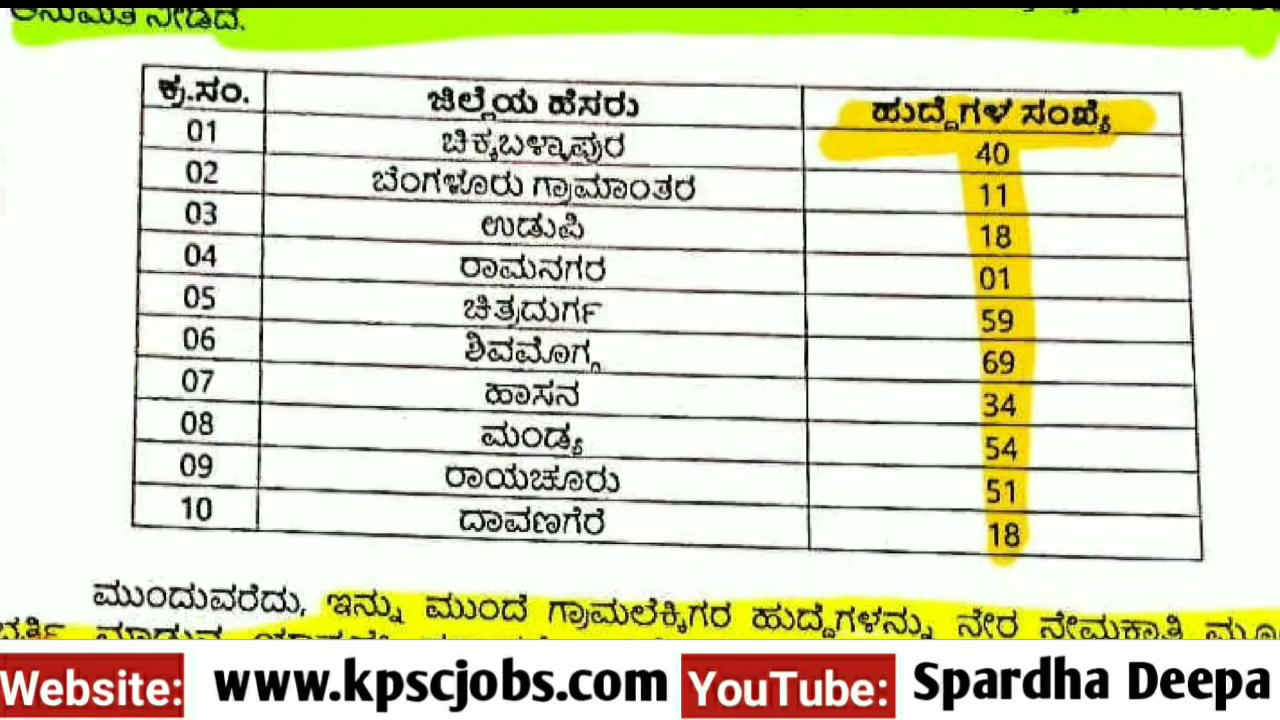 ಅನುಮತಿ ನೀಡಿದೆ.
ಕ್ರ.ಸಂ. ಜಿಲ್ಲೆಯ ಹೆಸರು ಹುದ್ದೆಗಳ ಸಂಖ್ಯೆ
01 ಚಿಕ್ಕಬಳ್ಳಾಪುರ 40
02 ಬೆಂಗಳೂರು ಗ್ರಾಮಾಂತರ 11
03 ಉಡುಪಿ 18
04 ರಾಮನಗರ 01
05 ಚಿತ್ರದುರ್ಗ 59
06 ಶಿವಮೊಗ್ಗ 69
07 ಹಾಸನ 34
08 ಮಂಡ್ಯ 54
09 ರಾಯಚೂರು 51
10 ದಾವಣಗೆರೆ 18
ಮುಂದುವರೆದು, ಇನ್ನು ಮುಂದೆ ಗ್ರಾಮಲೆಕ್ಕಿಗರ ಹುದ್ದೆಗಳನ್ನು ನೇರ ನೇಮಕಾತಿ
Website: www.kpscjobs.com YouTube: Spardha Deepa